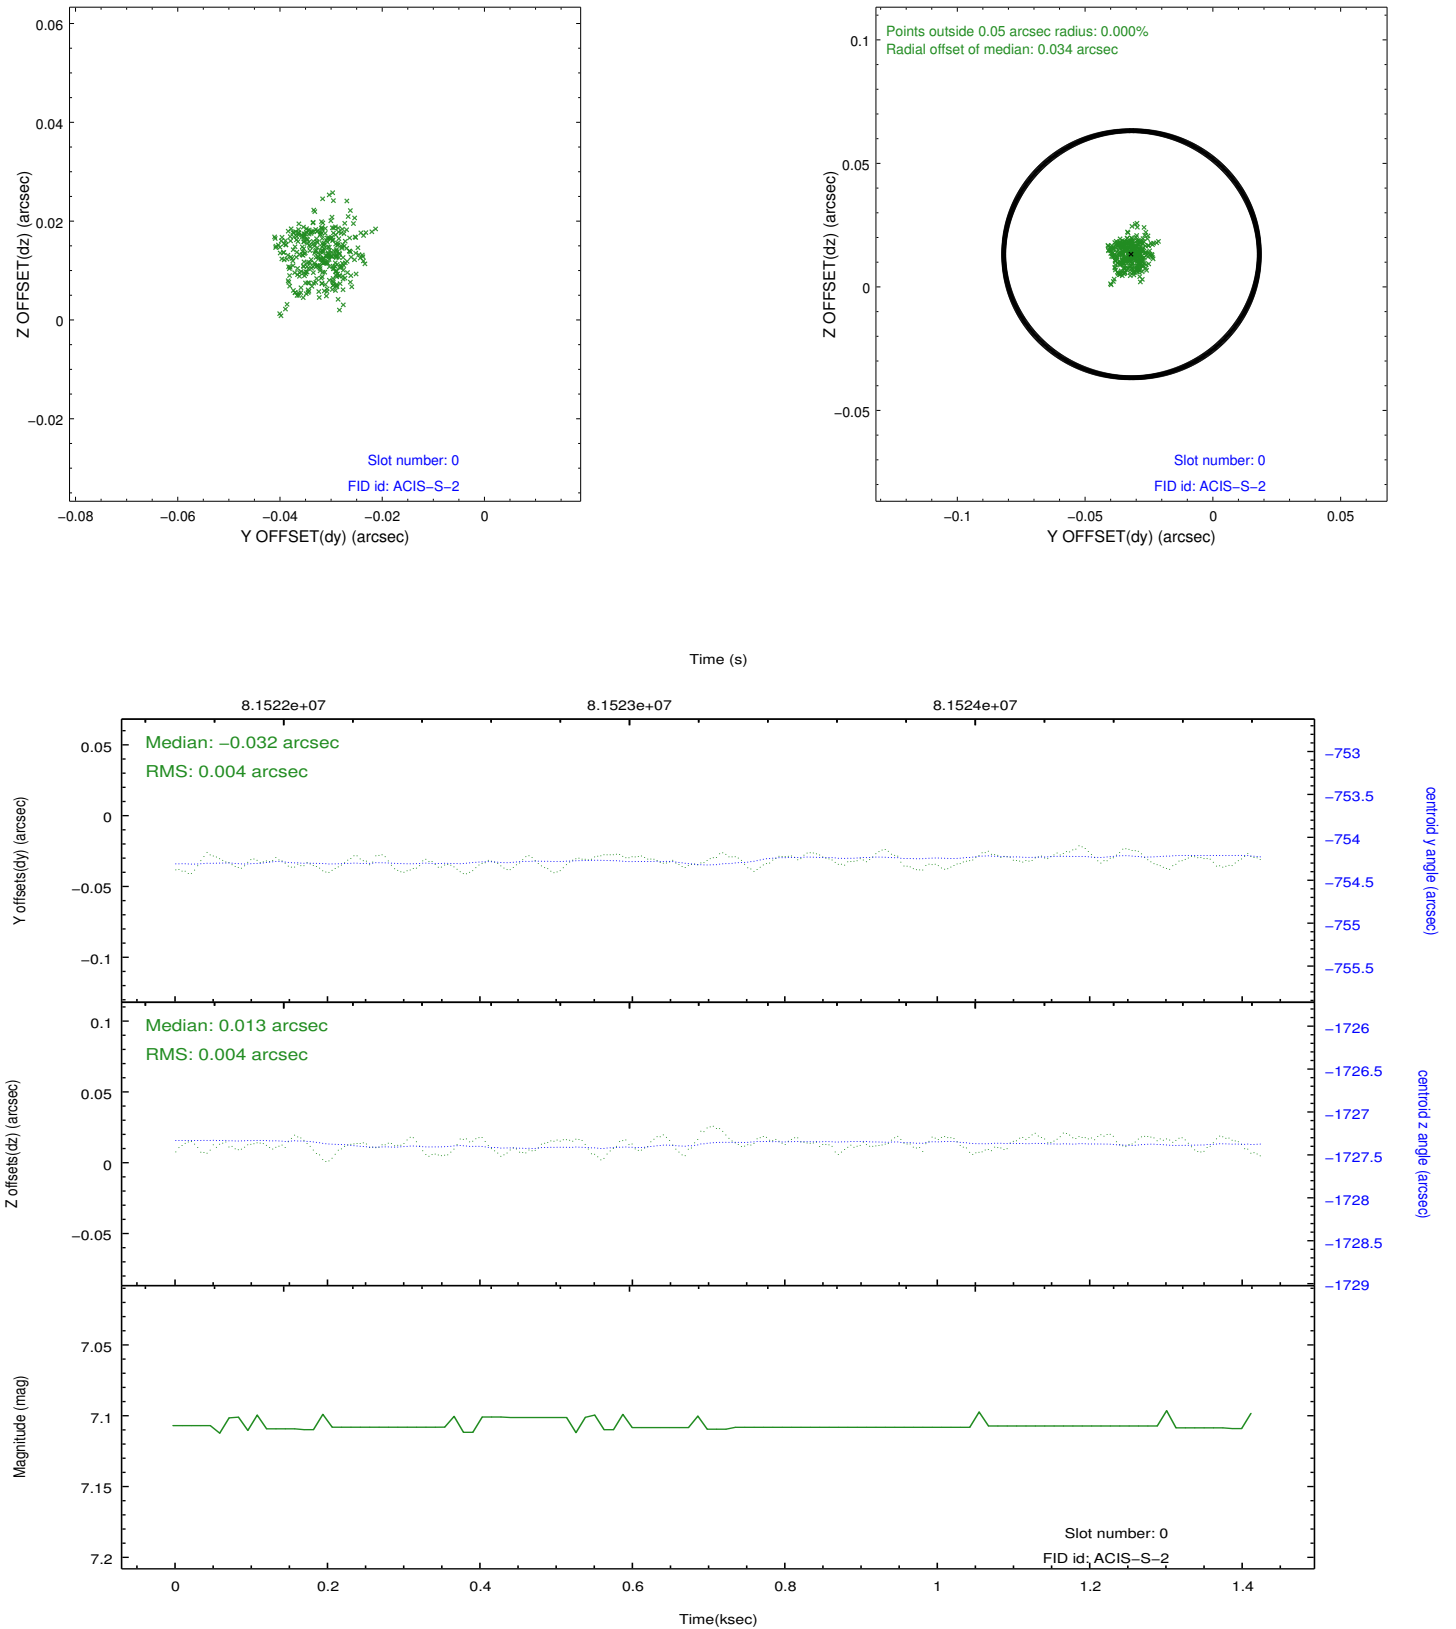 0.06
0.04
0.02
0
−0.02
Z OFFSET(dz) (arcsec)
Slot number: 0
FID id: ACIS−S−2
−0.08
−0.06
−0.04
−0.02
0
Y OFFSET(dy) (arcsec)
Points outside 0.05 arcsec radius: 0.000%
Radial offset of median: 0.034 arcsec
0.1
0.05
0
−0.05
Z OFFSET(dz) (arcsec)
Slot number: 0
FID id: ACIS−S−2
−0.1
−0.05
0
0.05
Y OFFSET(dy) (arcsec)
Time (s)
8.1522e+07
8.1523e+07
8.1524e+07
Median: −0.032 arcsec
RMS: 0.004 arcsec
0.05
0
−0.05
−0.1
Y offsets(dy) (arcsec)
−753
−753.5
−754
−754.5
−755
−755.5
centroid y angle (arcsec)
Median: 0.013 arcsec
RMS: 0.004 arcsec
0.1
0.05
0
−0.05
Z offsets(dz) (arcsec)
−1726
−1726.5
−1727
−1727.5
−1728
−1728.5
−1729
centroid z angle (arcsec)
7.05
7.1
7.15
7.2
Magnitude (mag)
Slot number: 0
FID id: ACIS−S−2
0
0.2
0.4
0.6
0.8
1
1.2
1.4
Time(ksec)